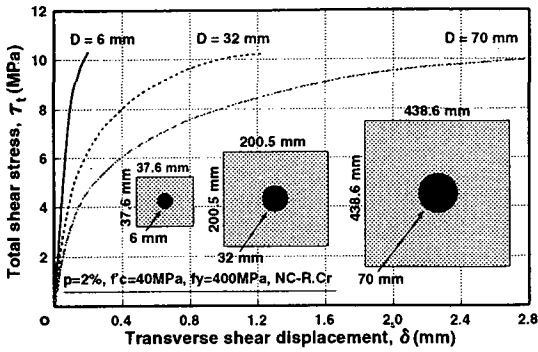 Total shear stress, τt (MPa)
12
10
8
6
4
2
0
D = 6 mm
D = 32 mm
D = 70 mm
37.6 mm
37.6 mm
6 mm
200.5 mm
200.5 mm
32 mm
438.6 mm
438.6 mm
70 mm
p=2%, f'c=40MPa, fy=400MPa, NC-R.Cr
0.4
0.8
1.2
1.6
2.0
2.4
2.8
Transverse shear displacement, δ (mm)